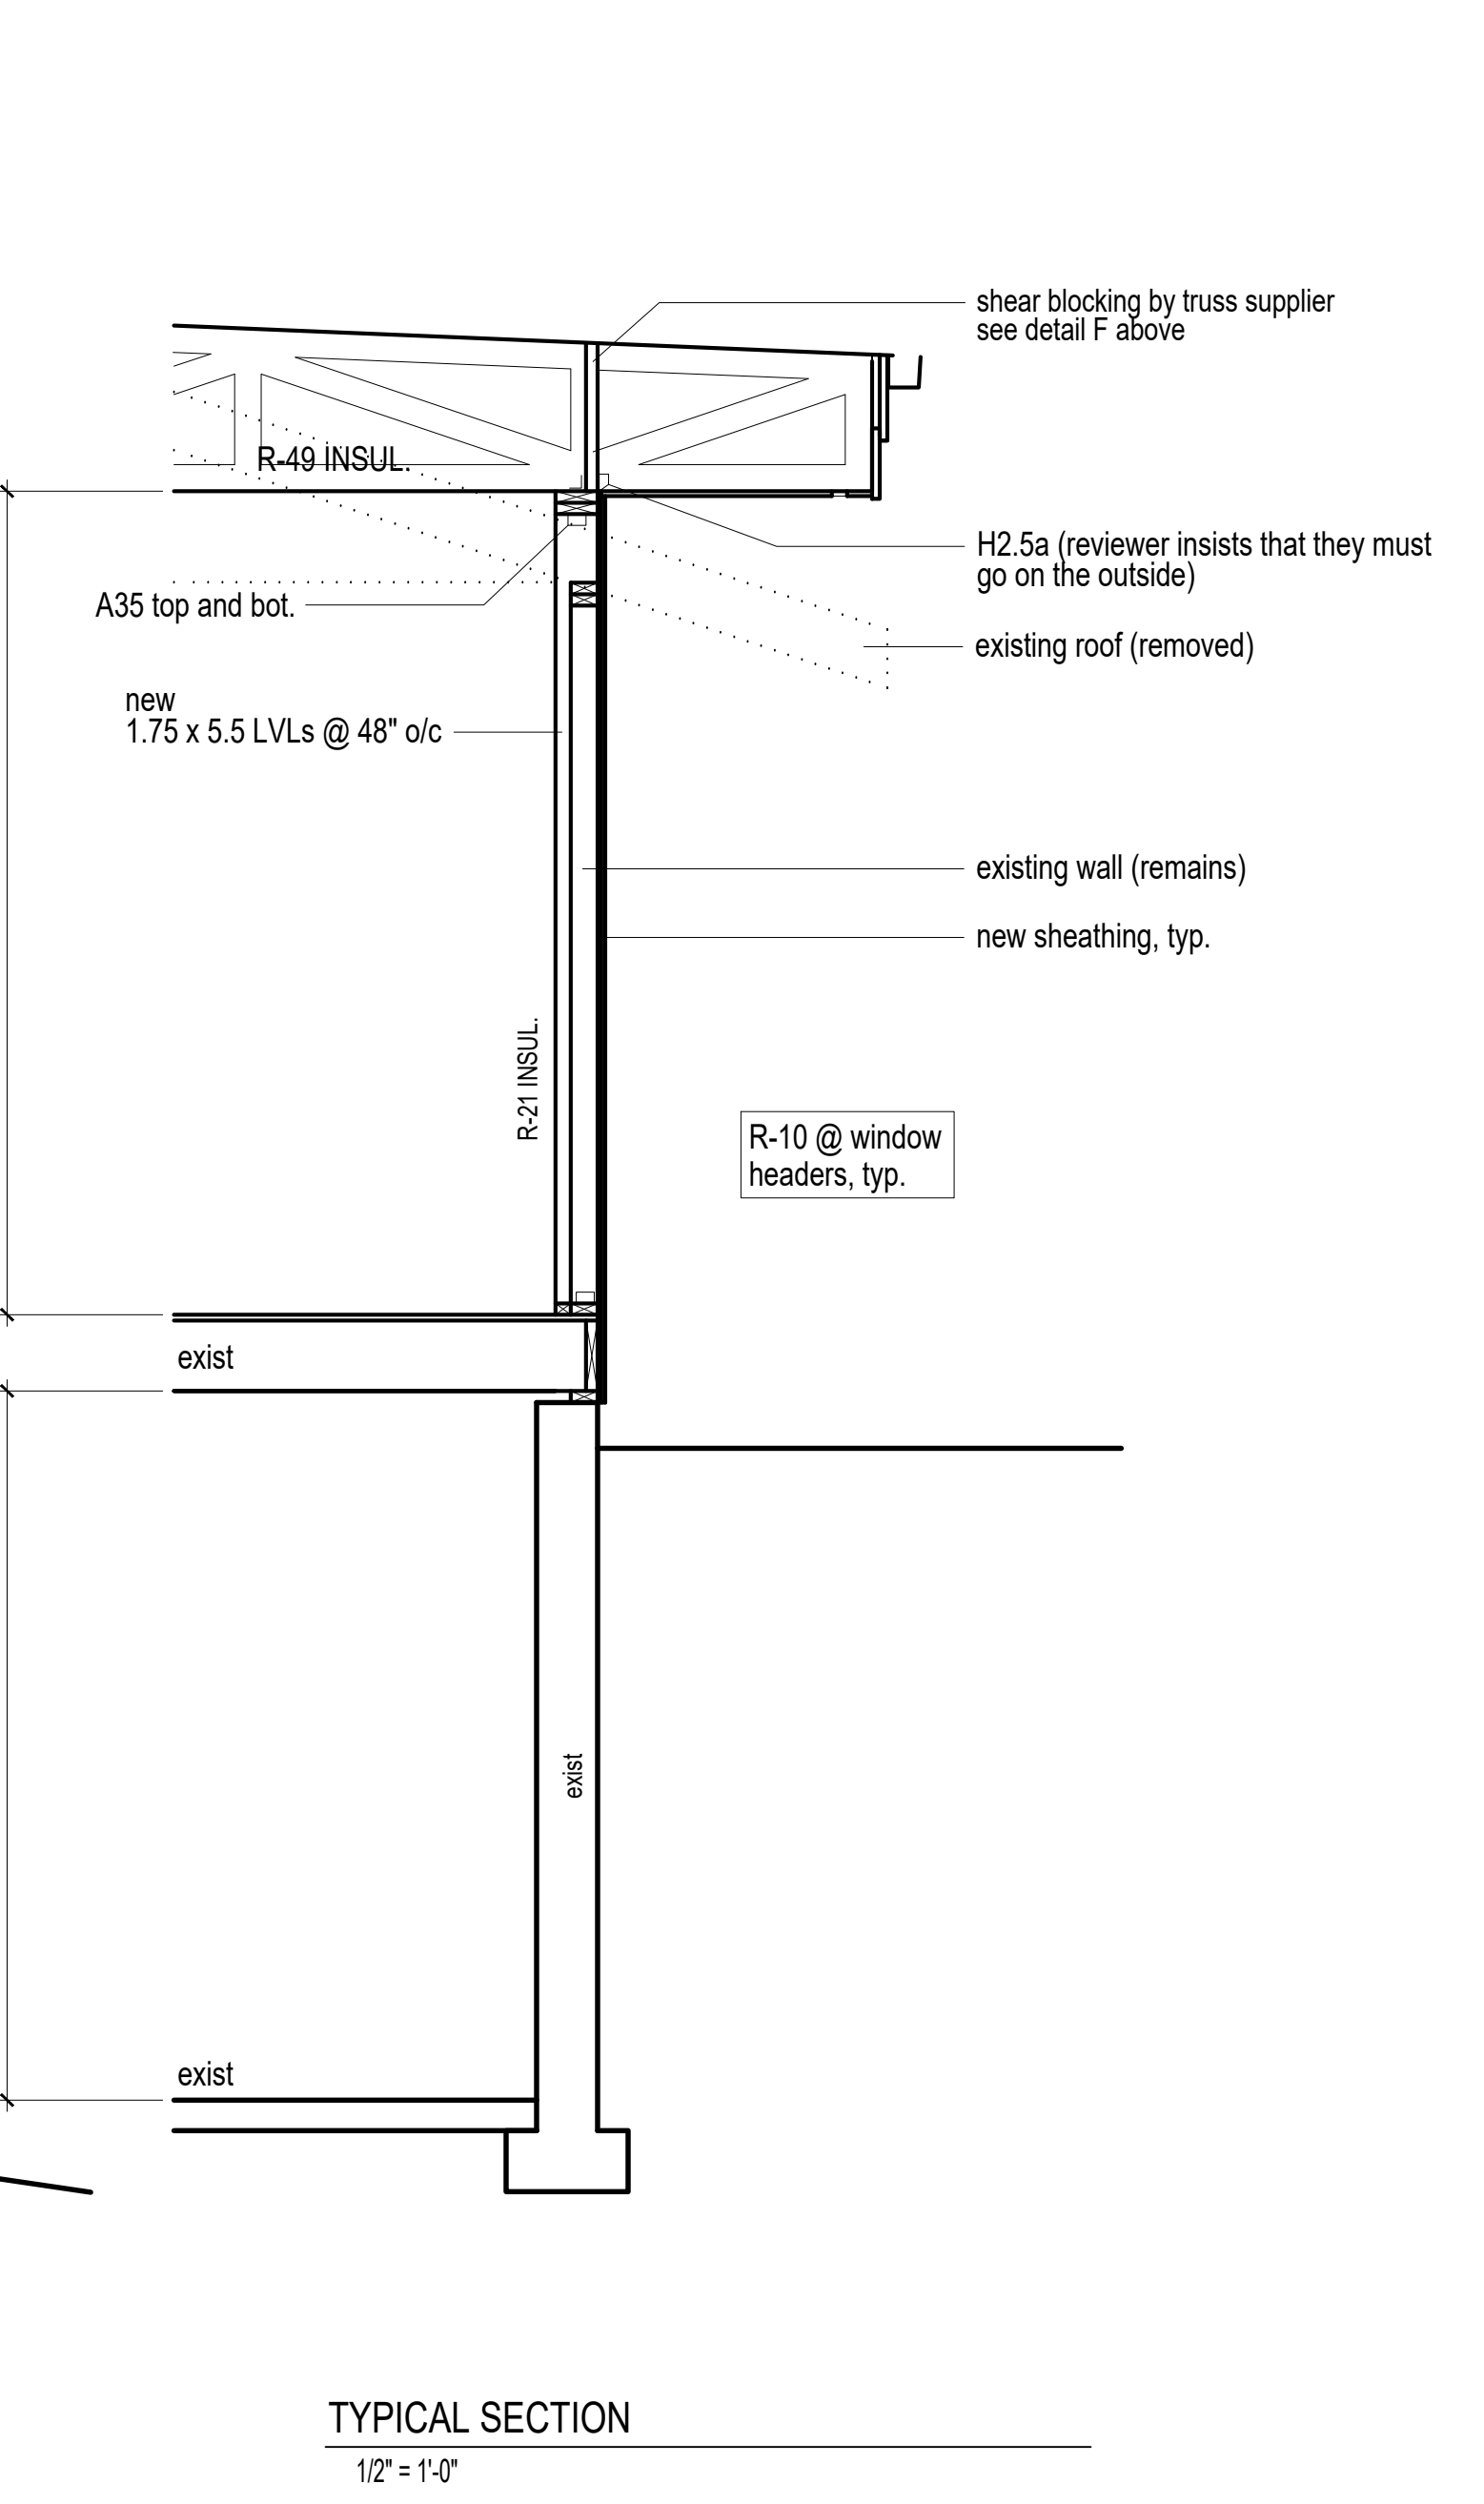 shear blocking by truss supplier
see detail F above
R-49 INSUL.
H2.5a (reviewer insists that they must
go on the outside)
A35 top and bot.
existing roof (removed)
new
1.75 x 5.5 LVLs @ 48" o/c
existing wall (remains)
new sheathing, typ.
R-21 INSUL.
R-10 @ window
headers, typ.
exist
exist
exist
TYPICAL SECTION
1/2" = 1'-0"